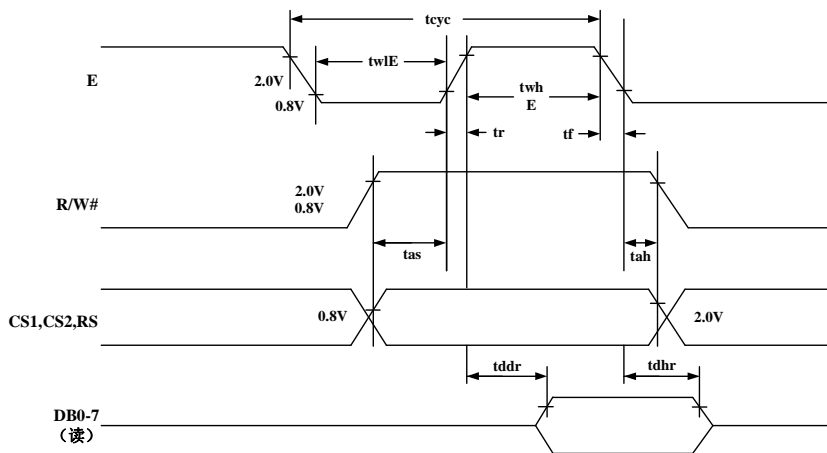 tcyc
twlE
E
2.0V
0.8V
twh
E
tr
tf
2.0V
0.8V
R/W#
tas
tah
CS1,CS2,RS
0.8V
2.0V
tddr
tdhr
DB0-7
（读）